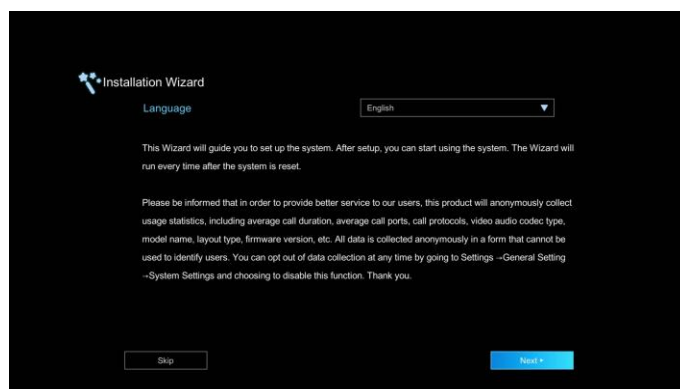 Installation Wizard
Language
English
This Wizard will guide you to set up the system. After setup, you can start using the system. The Wizard will
run every time after the system is reset.
Please be informed that in order to provide better service to our users, this product will anonymously collect
usage statistics, including average call duration, average call ports, call protocols, video audio codec type,
model name, layout type, firmware version, etc. All data is collected anonymously in a form that cannot be
used to identify users. You can opt out of data collection at any time by going to Settings →General Setting
→System Settings and choosing to disable this function. Thank you.
Skip
Next